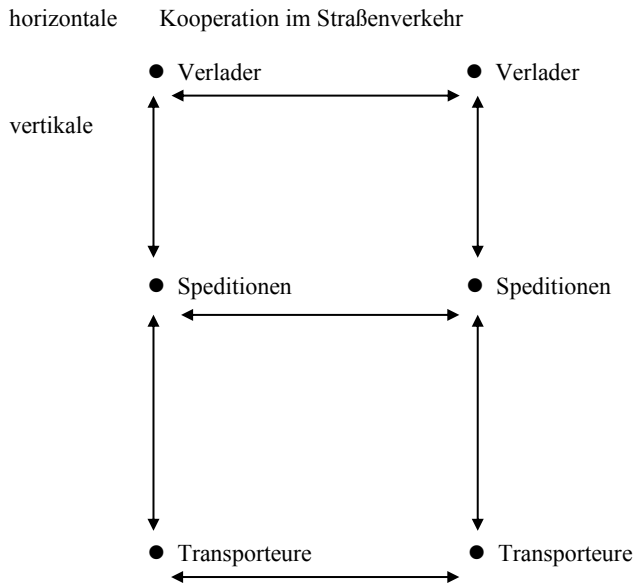 horizontale Kooperation im Straßenverkehr
● Verlader ● Verlader
vertikale
● Speditionen ● Speditionen
● Transporteure ● Transporteure